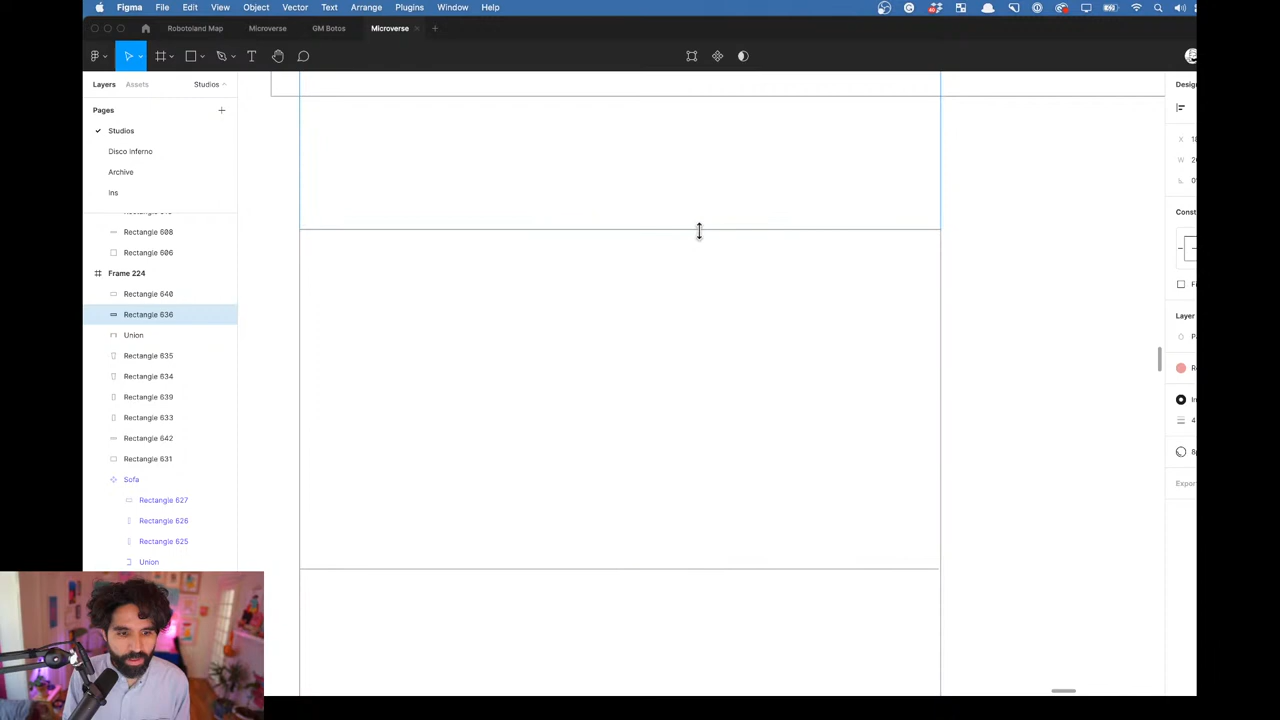 Figma File Edit View Object Vector Text Arrange Plugins Window Help
Robotoland Map Microverse GM Botos Microverse
Layers Assets Studios
Pages
Studios
Disco Inferno
Archive
Ins
Rectangle 608
Rectangle 606
Frame 224
Rectangle 640
Rectangle 636
Union
Rectangle 635
Rectangle 634
Rectangle 639
Rectangle 633
Rectangle 642
Rectangle 631
Sofa
Rectangle 627
Rectangle 626
Rectangle 625
Union
X
W
Layer
4